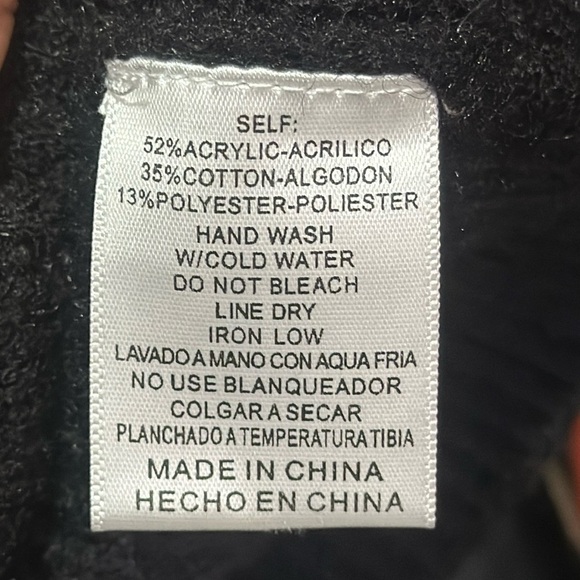 SELF:
52%ACRYLIC-ACRILICO
35%COTTON-ALGODON
13%POLYESTER-POLIESTER
HAND WASH
W/COLD WATER
DO NOT BLEACH
LINE DRY
IRON LOW
LAVADO A MANO CON AQUA FRIA
NO USE BLANQUEADOR
COLGAR A SECAR
PLANCHADO A TEMPERATURA TIBIA
MADE IN CHINA
HECHO EN CHINA